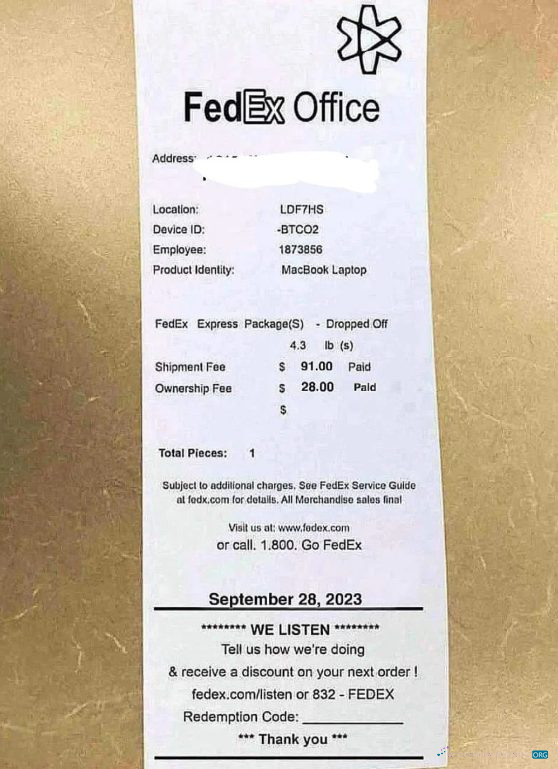 FedEx Office
Address:
Location: LDF7HS
Device ID: -BTCO2
Employee: 1873856
Product Identity: MacBook Laptop
FedEx Express Package(S) - Dropped Off
4.3 lb (s)
Shipment Fee $ 91.00 Paid
Ownership Fee $ 28.00 Paid
$
Total Pieces: 1
Subject to additional charges. See FedEx Service Guide
at fedx.com for details. All Merchandise sales final
Visit us at: www.fedex.com
or call. 1.800. Go FedEx
September 28, 2023
******** WE LISTEN ********
Tell us how we're doing
& receive a discount on your next order !
fedex.com/listen or 832 - FEDEX
Redemption Code: ____________
*** Thank you ***
ORG